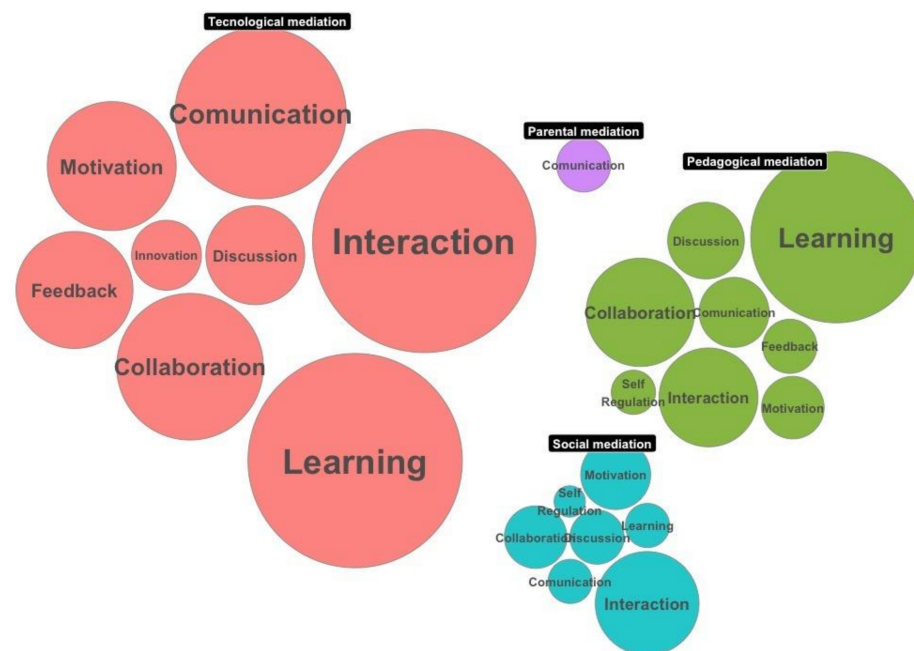 Tecnological mediation
Comunication
Motivation
Interaction
Innovation
Discussion
Feedback
Collaboration
Learning
Parental mediation
Comunication
Pedagogical mediation
Learning
Discussion
Collaboration
Comunication
Feedback
Self
Regulation
Interaction
Motivation
Social mediation
Motivation
Self
Regulation
Learning
Collaboration
Discussion
Comunication
Interaction